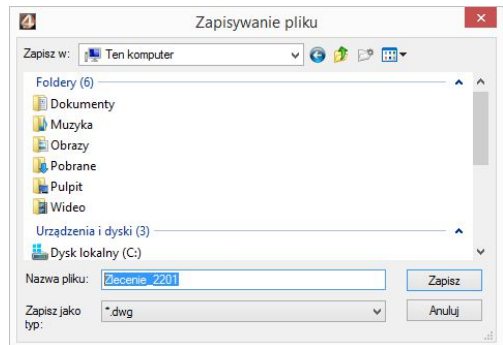 Zapisywanie pliku
Zapisz w: Ten komputer
Foldery (6)
Dokumenty
Muzyka
Obrazy
Pobrane
Pulpit
Wideo
Urządzenia i dyski (3)
Dysk lokalny (C:)
Nazwa pliku: Zlecenie_2201 Zapisz
Zapisz jako typ: *.dwg Anuluj